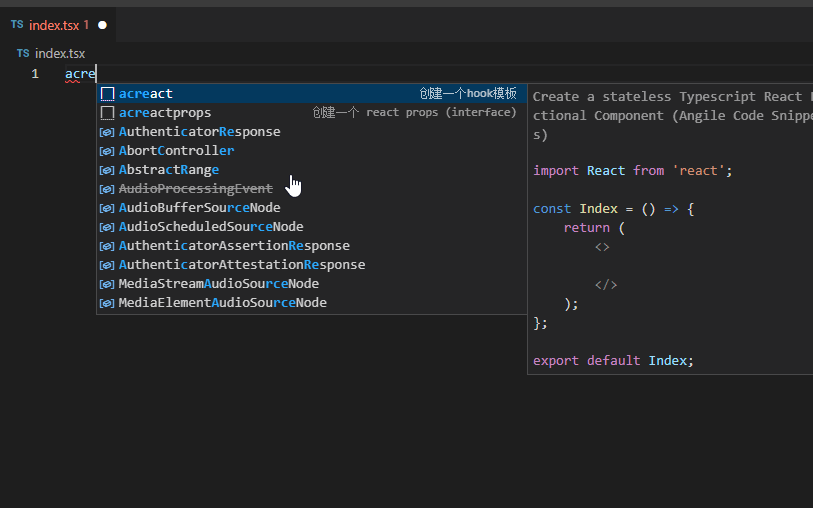 TS index.tsx 1
TS index.tsx
1 acre
acreact 创建一个hook模板
acreactprops 创建一个 react props (interface)
AuthenticatorResponse
AbortController
AbstractRange
AudioProcessingEvent
AudioBufferSourceNode
AudioScheduledSourceNode
AuthenticatorAssertionResponse
AuthenticatorAttestationResponse
MediaStreamAudioSourceNode
MediaElementAudioSourceNode
Create a stateless Typescript React
ctional Component (Angile Code Snippe
s)
import React from 'react';
const Index = () => {
return (
<>
</>
);
};
export default Index;